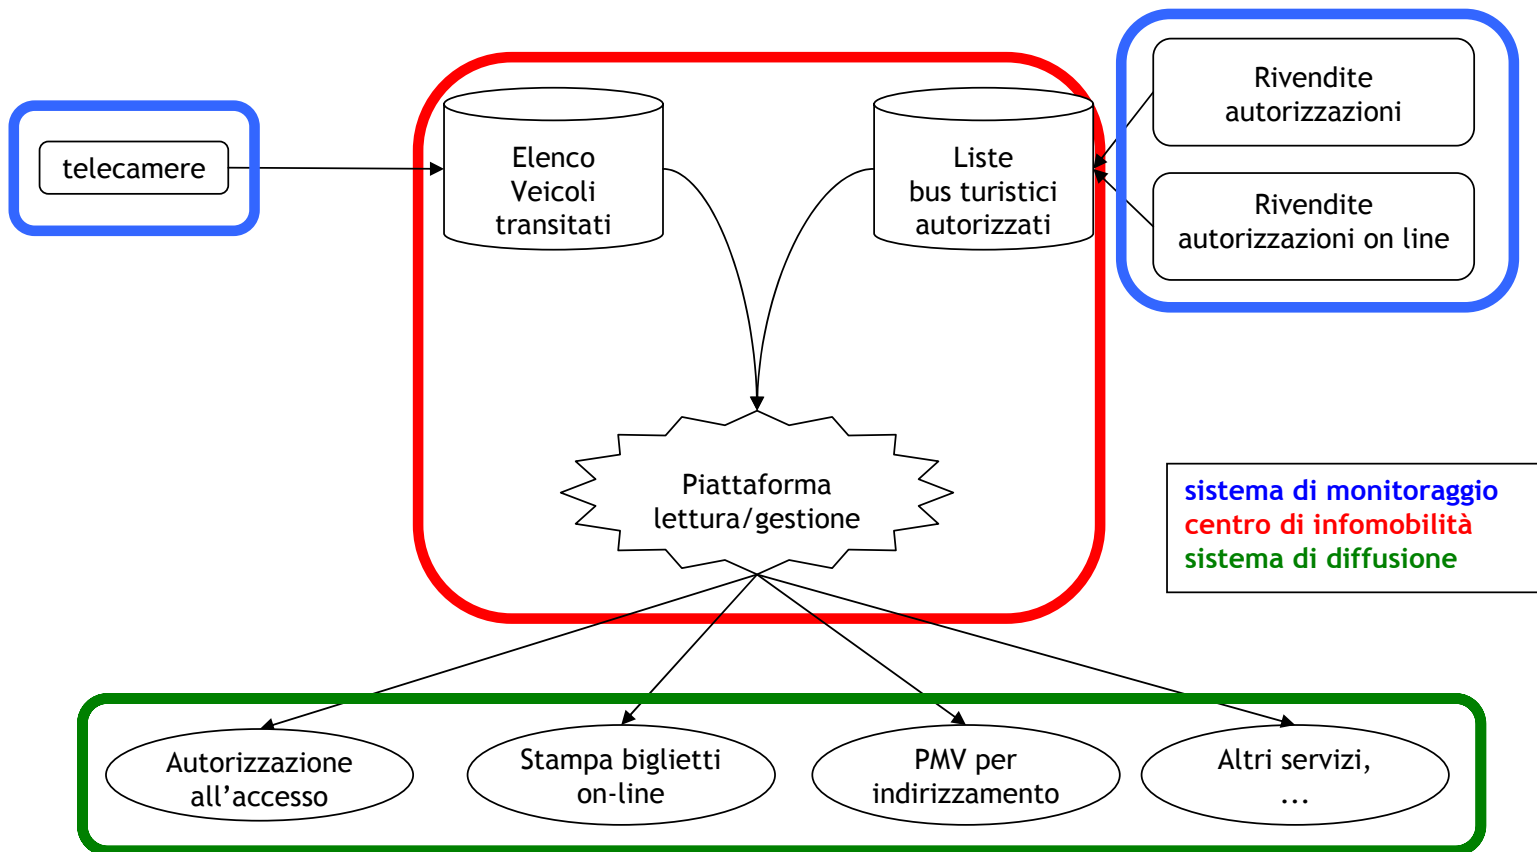 telecamere
Elenco
Veicoli
transitati
Liste
bus turistici
autorizzati
Rivendite
autorizzazioni
Rivendite
autorizzazioni on line
Piattaforma
lettura/gestione
sistema di monitoraggio
centro di infomobilità
sistema di diffusione
Autorizzazione
all’accesso
Stampa biglietti
on-line
PMV per
indirizzamento
Altri servizi,
...